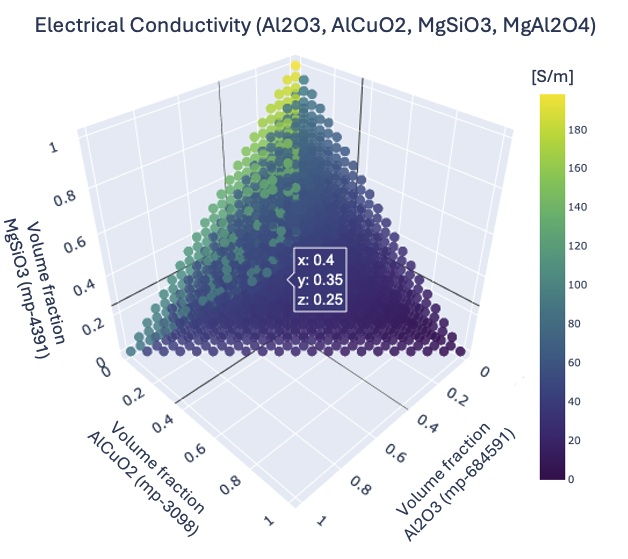 Electrical Conductivity (Al2O3, AlCuO2, MgSiO3, MgAl2O4)
[S/m]
180
160
140
120
100
80
60
40
20
0
1
0.8
0.6
0.4
0.2
0
Volume fraction
MgSiO3 (mp-4391)
x: 0.4
y: 0.35
z: 0.25
0
0.2
0.4
0.6
0.8
1
Volume fraction
AlCuO2 (mp-3098)
0
0.2
0.4
0.6
0.8
1
Volume fraction
Al2O3 (mp-684591)